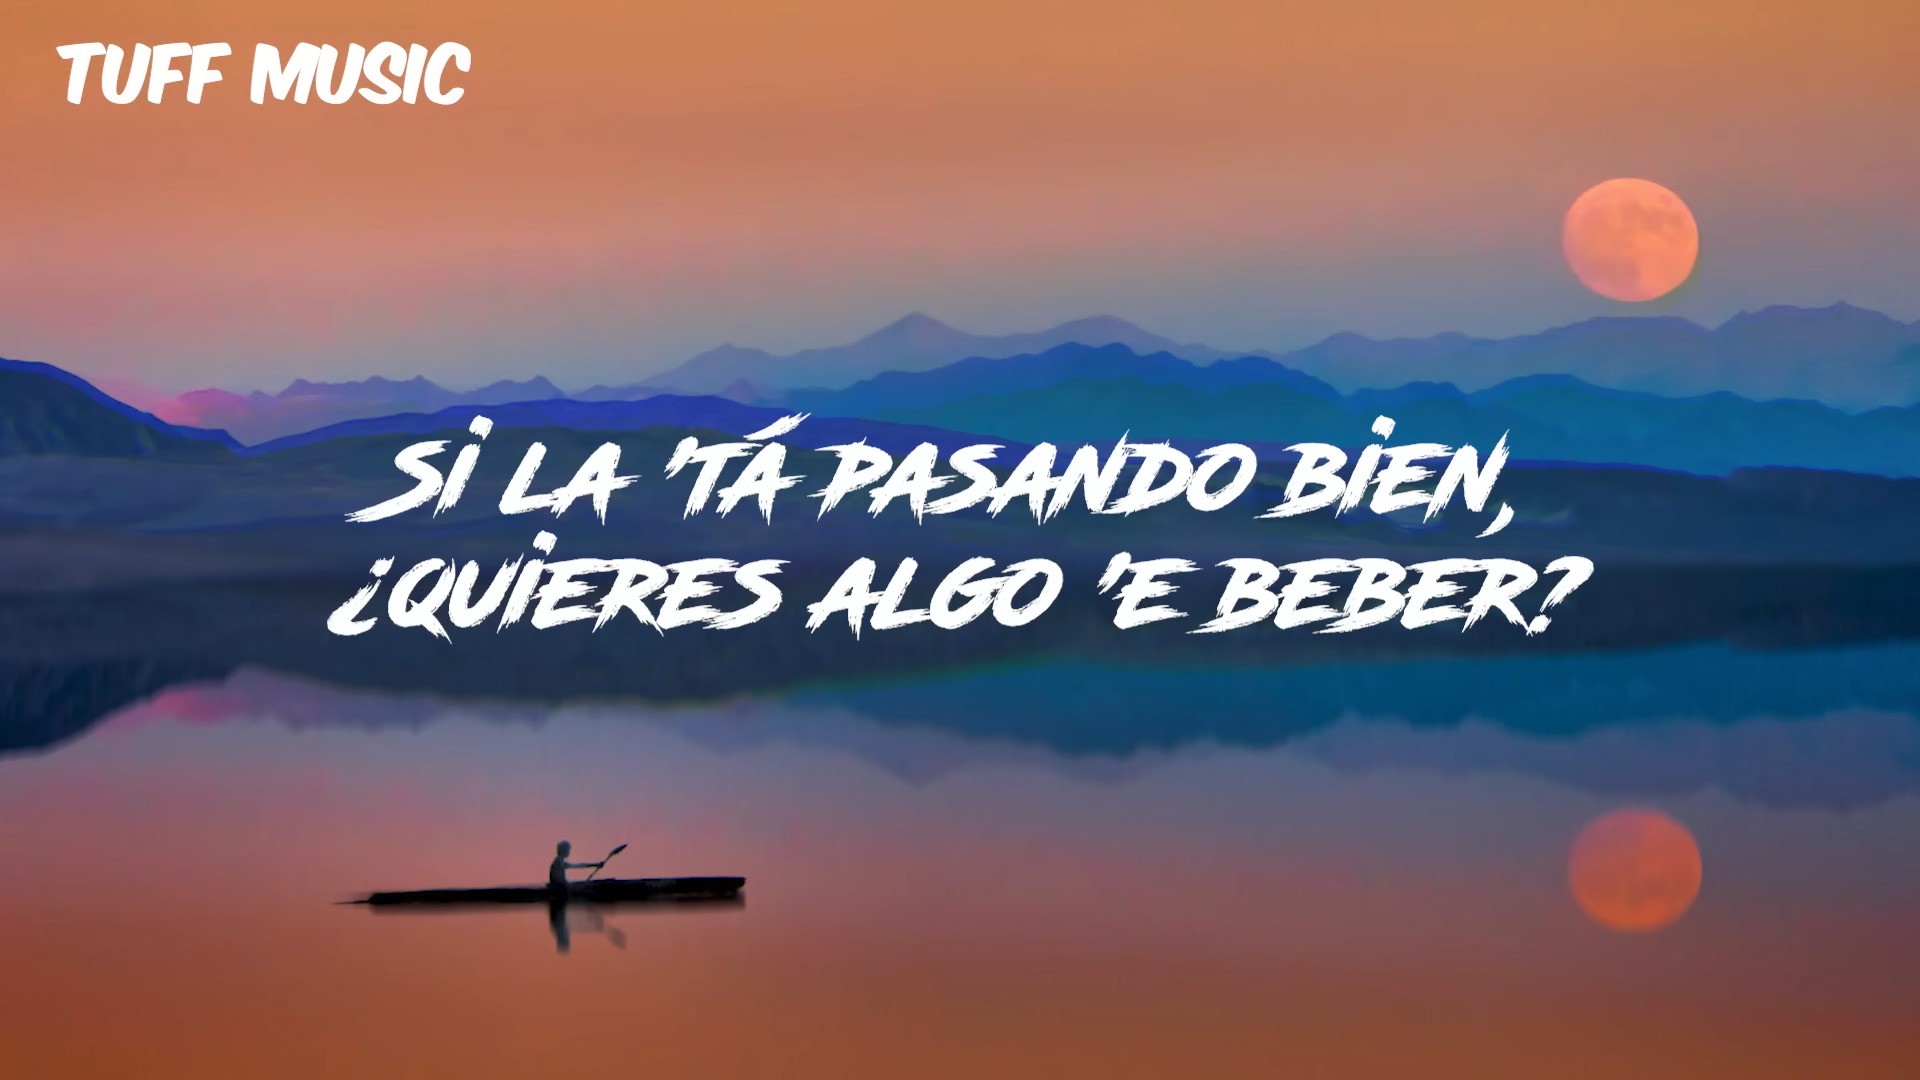 TUFF MUSIC
SI LA 'TÁ PASANDO BIEN,
¿QUIERES ALGO 'E BEBER?